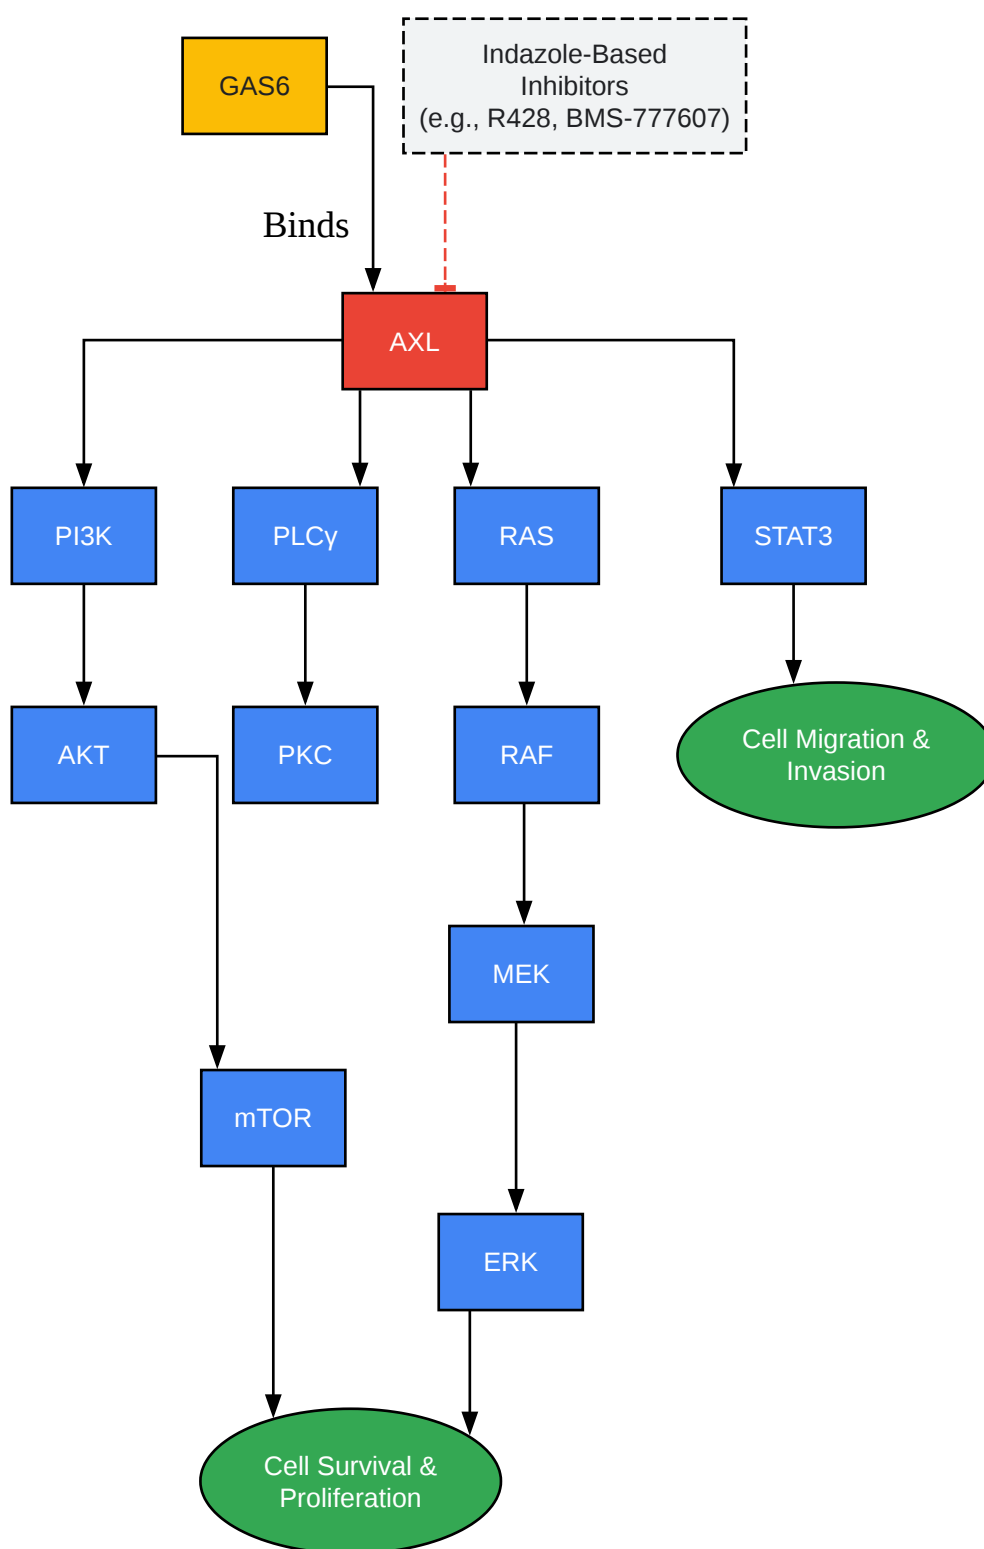 GAS6
Indazole-Based
Inhibitors
(e.g., R428, BMS-777607)
Binds
AXL
PI3K
PLCγ
RAS
STAT3
AKT
PKC
RAF
Cell Migration &
Invasion
MEK
mTOR
ERK
Cell Survival &
Proliferation